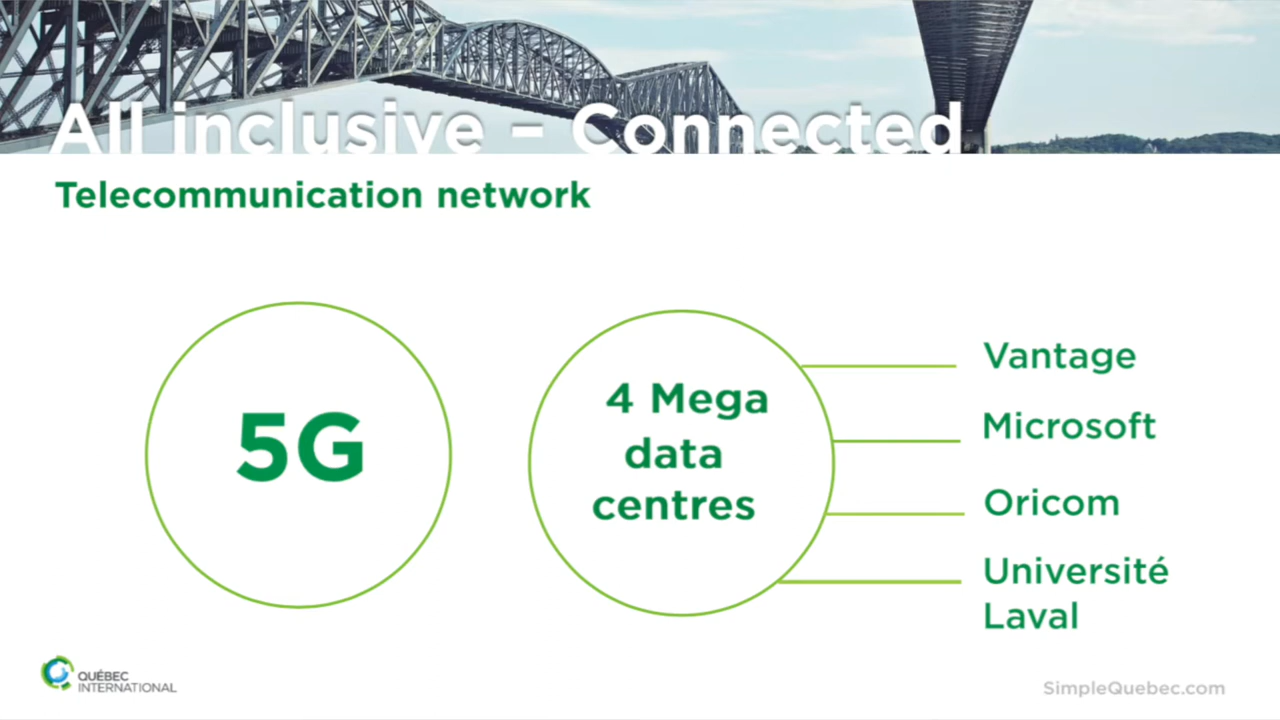 All inclusive – Connected
Telecommunication network
5G
4 Mega
data
centres
Vantage
Microsoft
Oricom
Université
Laval
QUÉBEC
INTERNATIONAL
SimpleQuebec.com